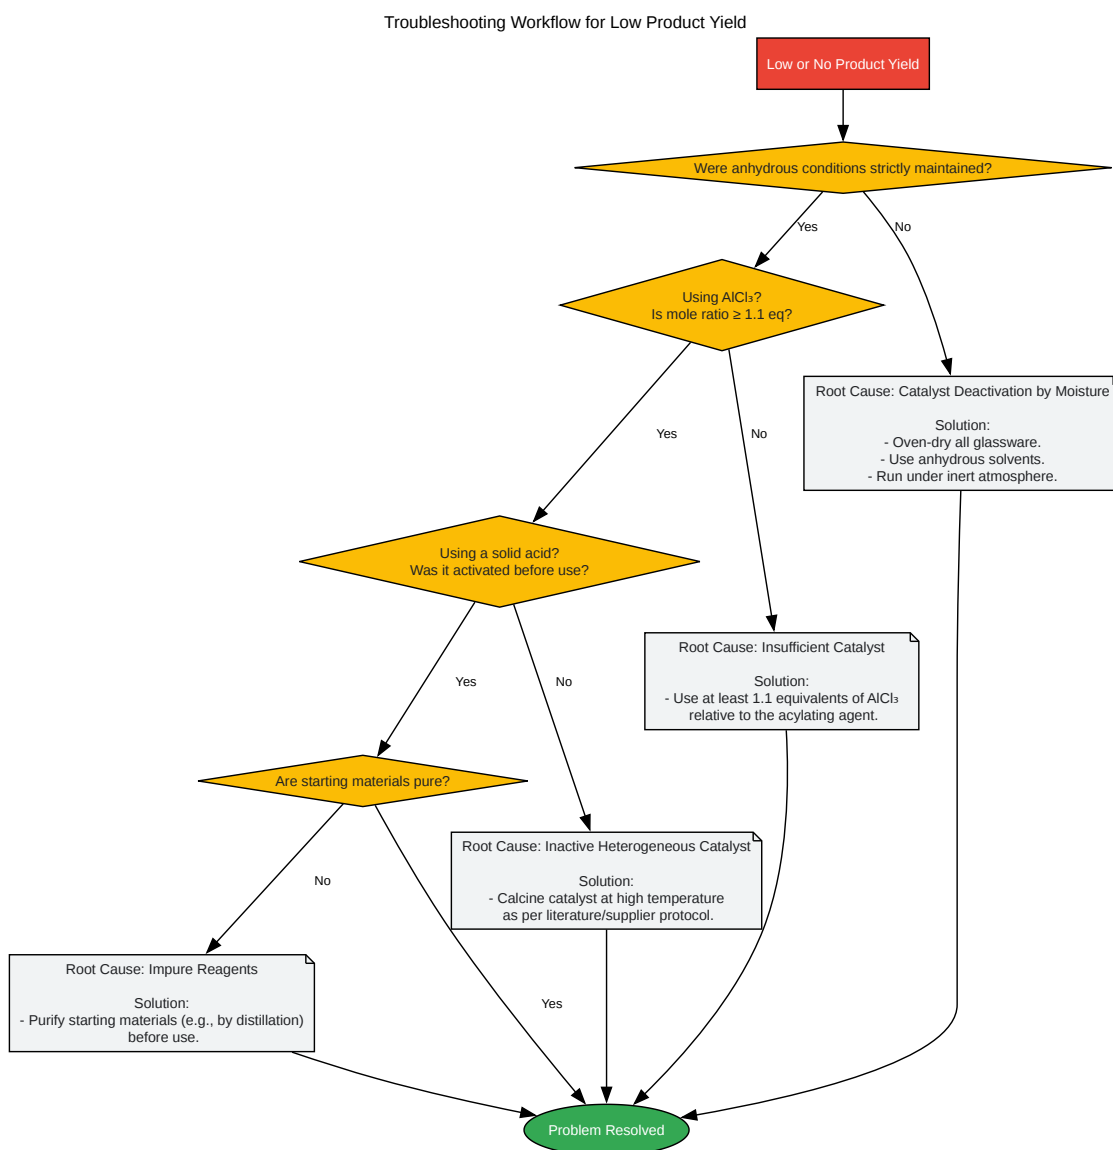 Troubleshooting Workflow for Low Product Yield
Low or No Product Yield
Were anhydrous conditions strictly maintained?
Yes
No
Using AlCl₃?
Is mole ratio ≥ 1.1 eq?
Root Cause: Catalyst Deactivation by Moisture
Solution:
- Oven-dry all glassware.
- Use anhydrous solvents.
- Run under inert atmosphere.
Yes
No
Using a solid acid?
Was it activated before use?
Root Cause: Insufficient Catalyst
Solution:
- Use at least 1.1 equivalents of AlCl₃
relative to the acylating agent.
Yes
No
Are starting materials pure?
Root Cause: Inactive Heterogeneous Catalyst
Solution:
- Calcine catalyst at high temperature
as per literature/supplier protocol.
No
Yes
Root Cause: Impure Reagents
Solution:
- Purify starting materials (e.g., by distillation)
before use.
Problem Resolved